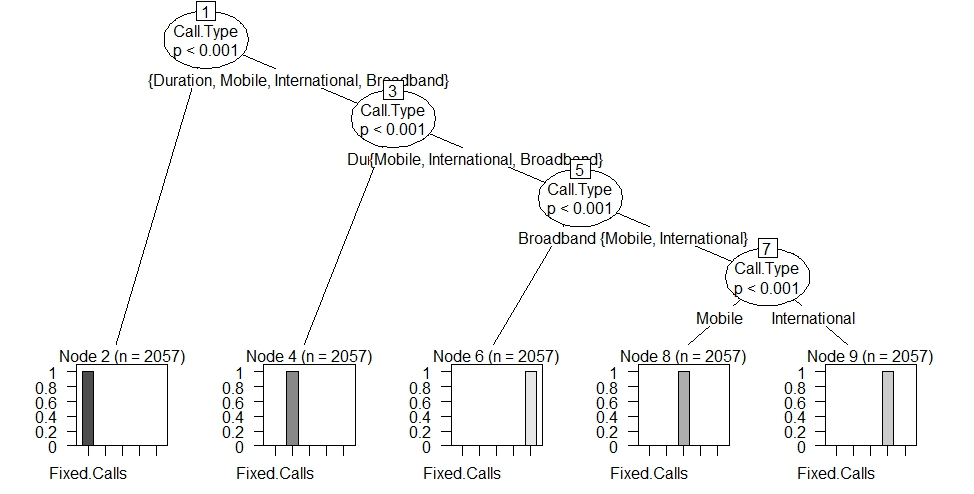 1
Call.Type
p < 0.001
{Duration, Mobile, International, Broadband}
3
Call.Type
p < 0.001
{Mobile, International, Broadband}
5
Call.Type
p < 0.001
Broadband {Mobile, International}
7
Call.Type
p < 0.001
Mobile International
Node 2 (n = 2057) Node 4 (n = 2057) Node 6 (n = 2057) Node 8 (n = 2057) Node 9 (n = 2057)
1 1 1 1 1
0.8 0.8 0.8 0.8 0.8
0.6 0.6 0.6 0.6 0.6
0.4 0.4 0.4 0.4 0.4
0.2 0.2 0.2 0.2 0.2
0 0 0 0 0
Fixed.Calls Fixed.Calls Fixed.Calls Fixed.Calls Fixed.Calls